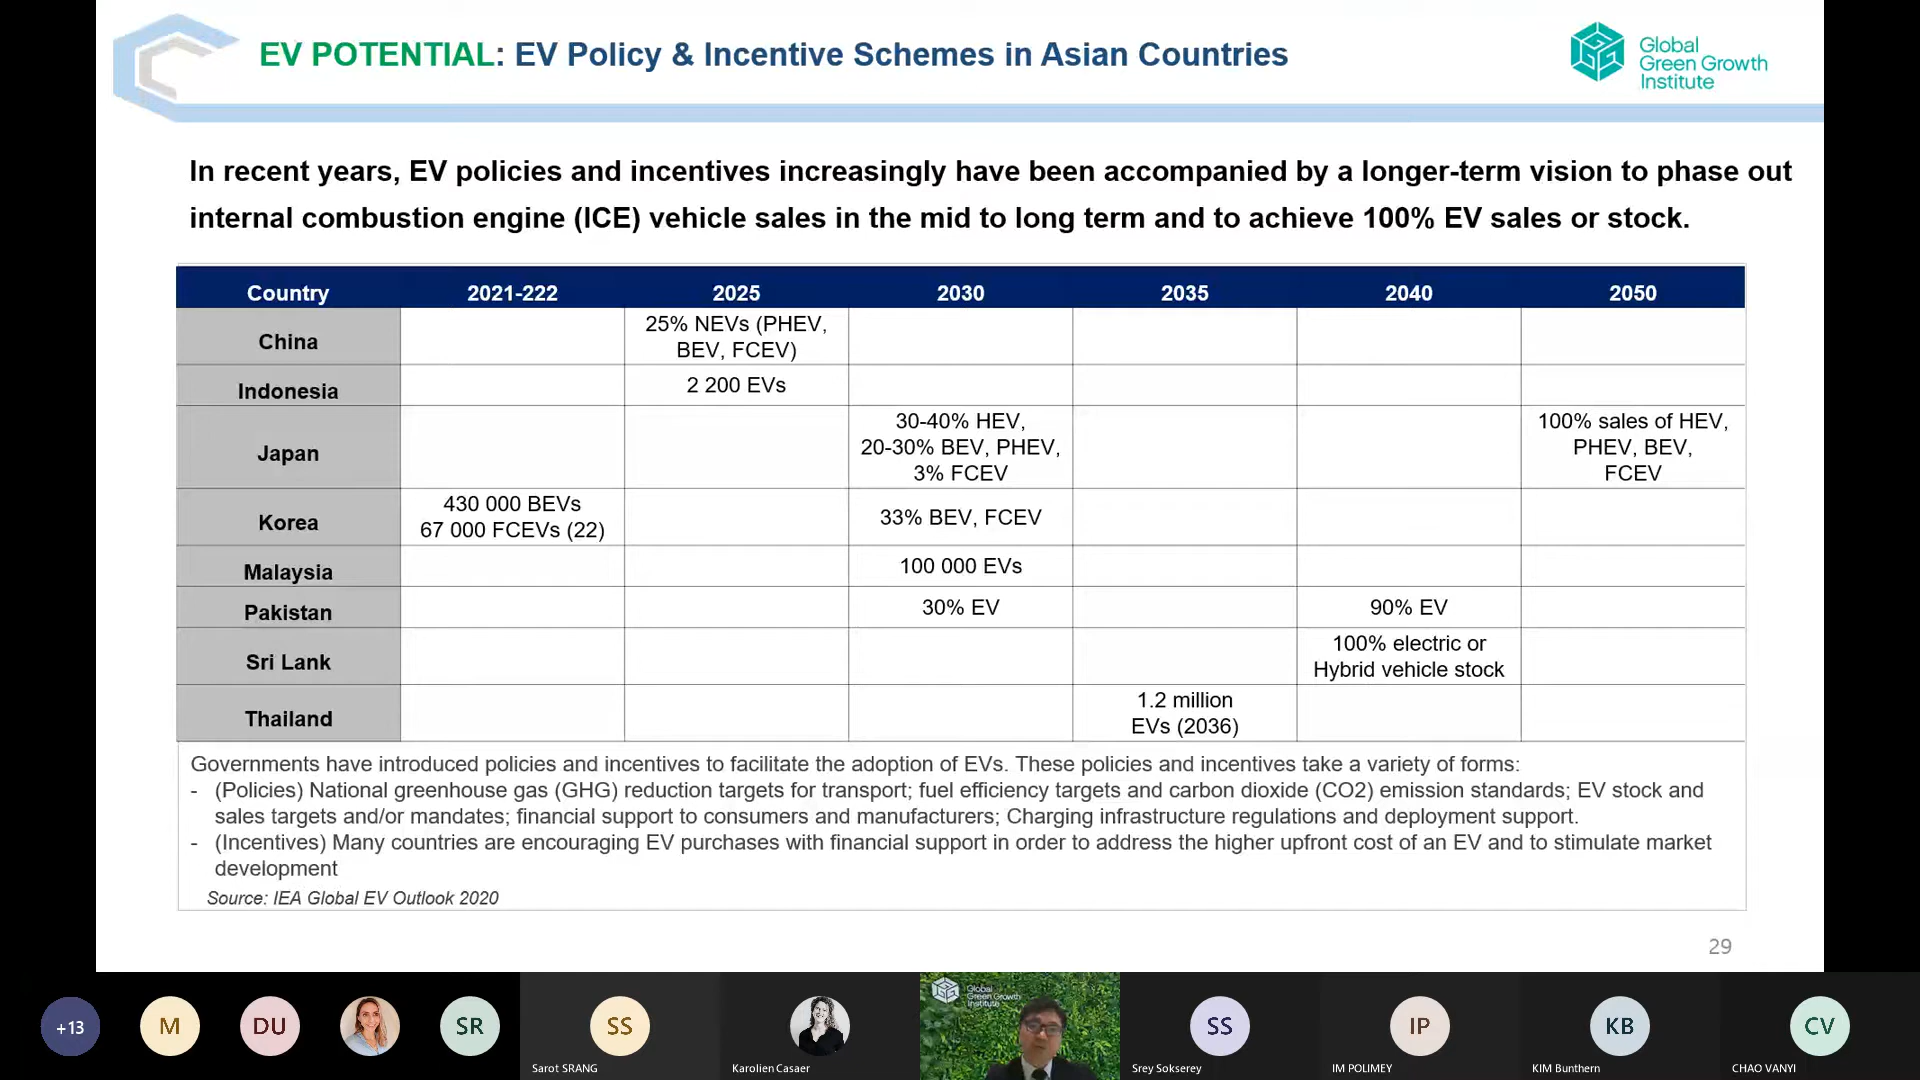 EV POTENTIAL: EV Policy & Incentive Schemes in Asian Countries
Global
Green Growth
Institute
In recent years, EV policies and incentives increasingly have been accompanied by a longer-term vision to phase out
internal combustion engine (ICE) vehicle sales in the mid to long term and to achieve 100% EV sales or stock.
Country 2021-222 2025 2030 2035 2040 2050
China 25% NEVs (PHEV,
BEV, FCEV)
Indonesia 2 200 EVs
Japan 30-40% HEV,
20-30% BEV, PHEV,
3% FCEV
100% sales of HEV,
PHEV, BEV,
FCEV
Korea 430 000 BEVs
67 000 FCEVs (22)
33% BEV, FCEV
Malaysia 100 000 EVs
Pakistan 30% EV 90% EV
Sri Lank 100% electric or
Hybrid vehicle stock
Thailand 1.2 million
EVs (2036)
Governments have introduced policies and incentives to facilitate the adoption of EVs. These policies and incentives take a variety of forms:
- (Policies) National greenhouse gas (GHG) reduction targets for transport; fuel efficiency targets and carbon dioxide (CO2) emission standards; EV stock and
sales targets and/or mandates; financial support to consumers and manufacturers; Charging infrastructure regulations and deployment support.
- (Incentives) Many countries are encouraging EV purchases with financial support in order to address the higher upfront cost of an EV and to stimulate market
development
Source: IEA Global EV Outlook 2020
29
+13
M
DU
SR
SS
Sarot SRANG
Karolien Casaer
Global
Green Growth
Institute
SS
Srey Sokserey
IP
IM POLIMEY
KB
KIM Bunthern
CV
CHAO VANYI